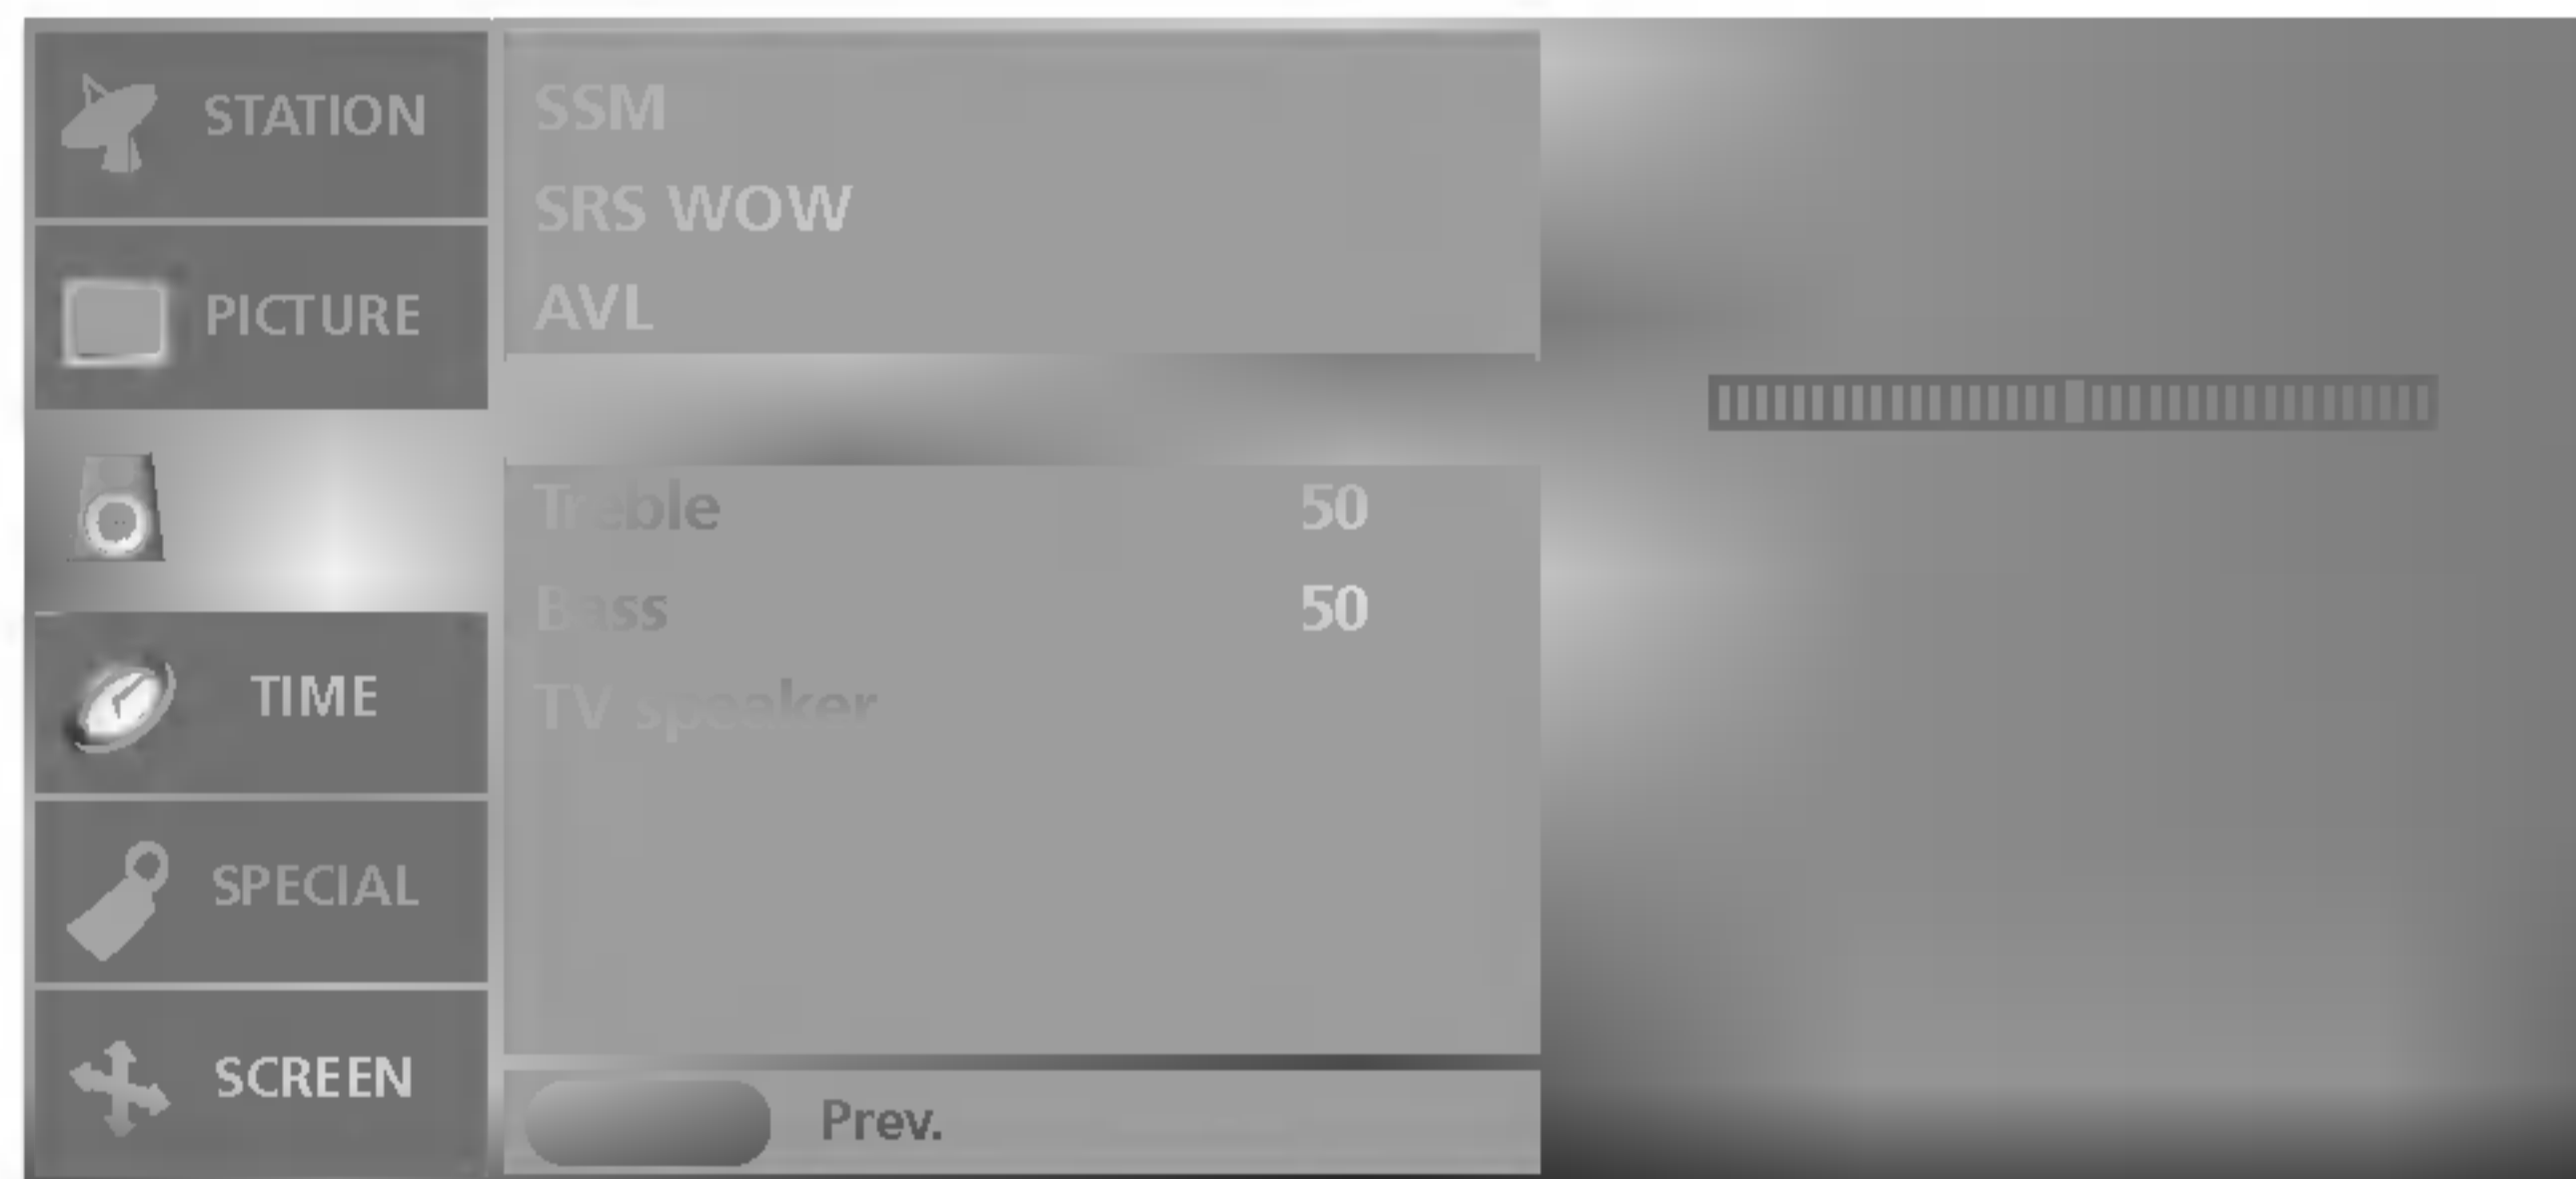 STATION
PICTURE
TIME
SPECIAL
SCREEN
SSM
SRS WOW
AVL
Treble 50
Bass 50
TV speaker
Prev.